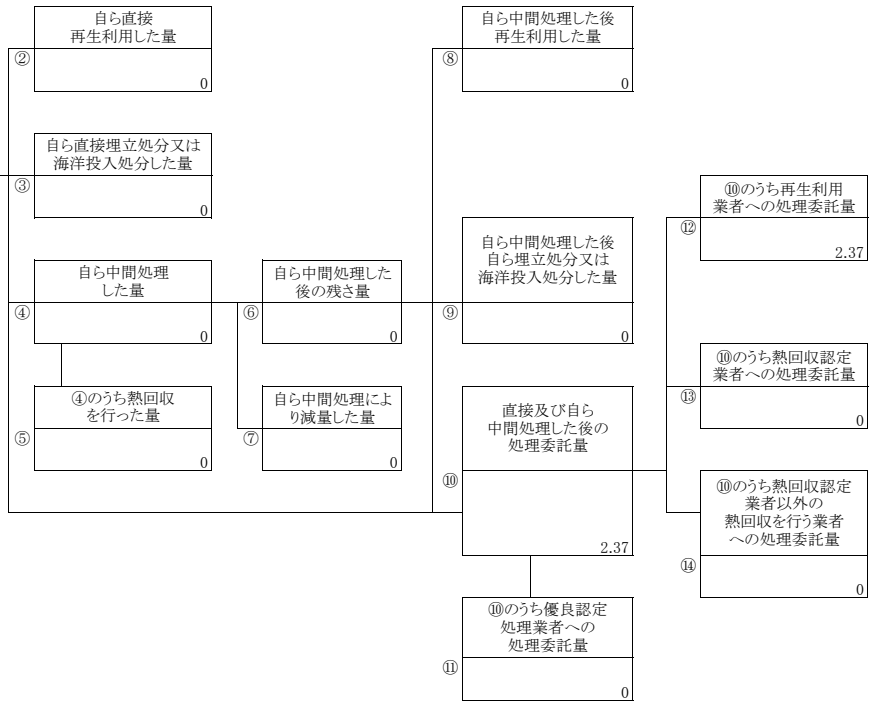 自ら直接
再生利用した量
②
0
自ら直接埋立処分又は
海洋投入処分した量
③
0
自ら中間処理
した量
④
0
④のうち熱回収
を行った量
⑤
0
自ら中間処理した
後の残さ量
⑥
0
自ら中間処理によ
り減量した量
⑦
0
自ら中間処理した後
再生利用した量
⑧
0
自ら中間処理した後
自ら埋立処分又は
海洋投入処分した量
⑨
0
直接及び自ら
中間処理した後の
処理委託量
⑩
2.37
⑩のうち優良認定
処理業者への
処理委託量
⑪
0
⑩のうち再生利用
業者への処理委託量
⑫
2.37
⑩のうち熱回収認定
業者への処理委託量
⑬
0
⑩のうち熱回収認定
業者以外の
熱回収を行う業者
への処理委託量
⑭
0